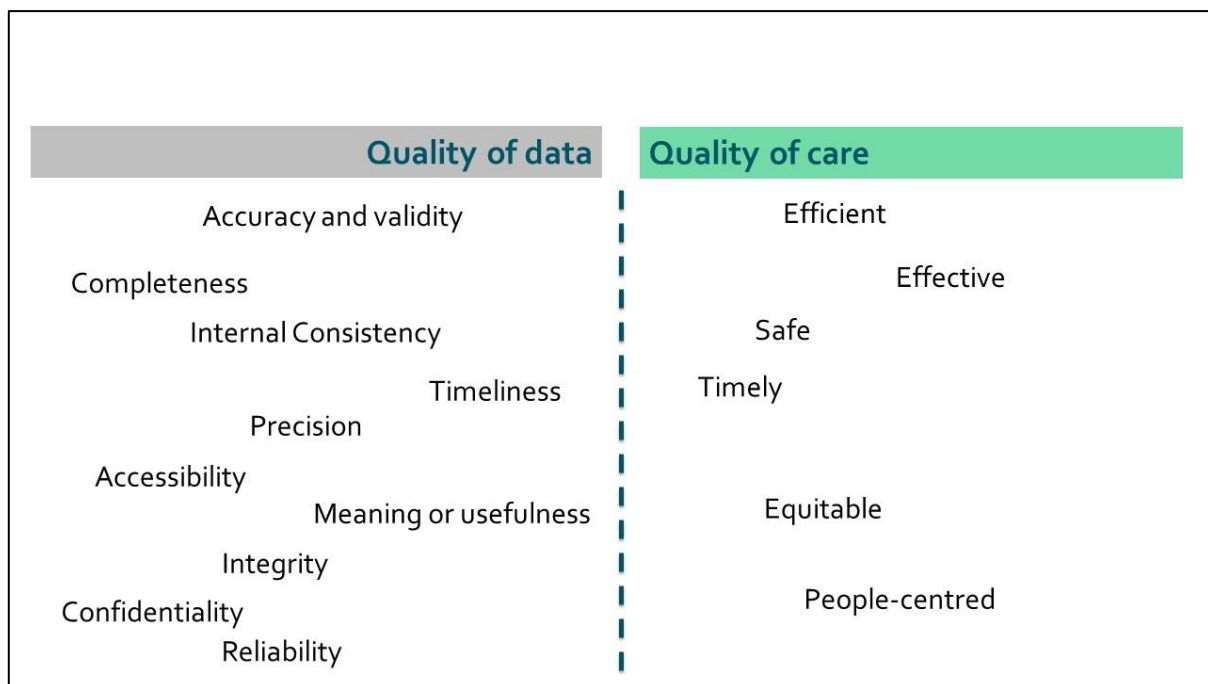 Quality of data
Accuracy and validity
Completeness
Internal Consistency
Timeliness
Precision
Accessibility
Meaning or usefulness
Integrity
Confidentiality
Reliability
Quality of care
Efficient
Effective
Safe
Timely
Equitable
People-centred